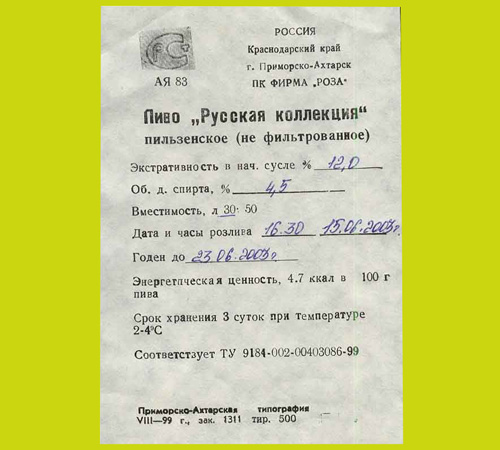 РОССИЯ
Краснодарский край
г. Приморско-Ахтарск
ПК ФИРМА „РОЗА"
АЯ 83
Пиво „Русская коллекция"
пильзенское (не фильтрованное)
Экстративность в нач. сусле % 12,0
Об. д. спирта, % 4,5
Вместимость, л 30 50
Дата и часы розлива 16.30 15.06.2003г.
Годен до 23.06.2003г.
Энергетическая ценность, 4.7 ккал в 100 г
пива
Срок хранения 3 суток при температуре
2-4°С
Соответствует ТУ 9184-002-00403086-99
Приморско-Ахтарская типография
VIII—99 г., зак. 1311 тир. 500